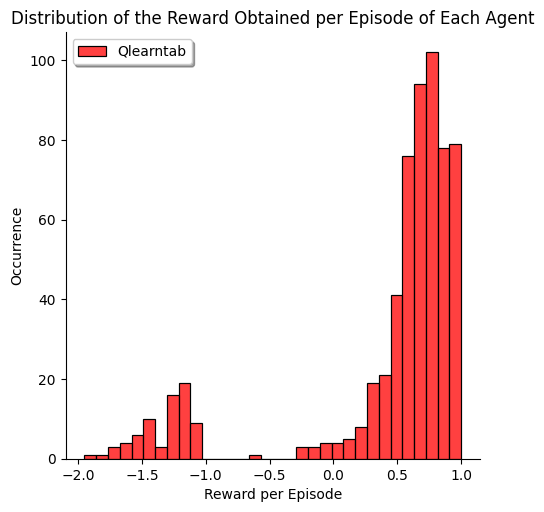 Distribution of the Reward Obtained per Episode of Each Agent
Qlearntab
100
80
60
40
20
0
Occurrence
−2.0 −1.5 −1.0 −0.5 0.0 0.5 1.0
Reward per Episode